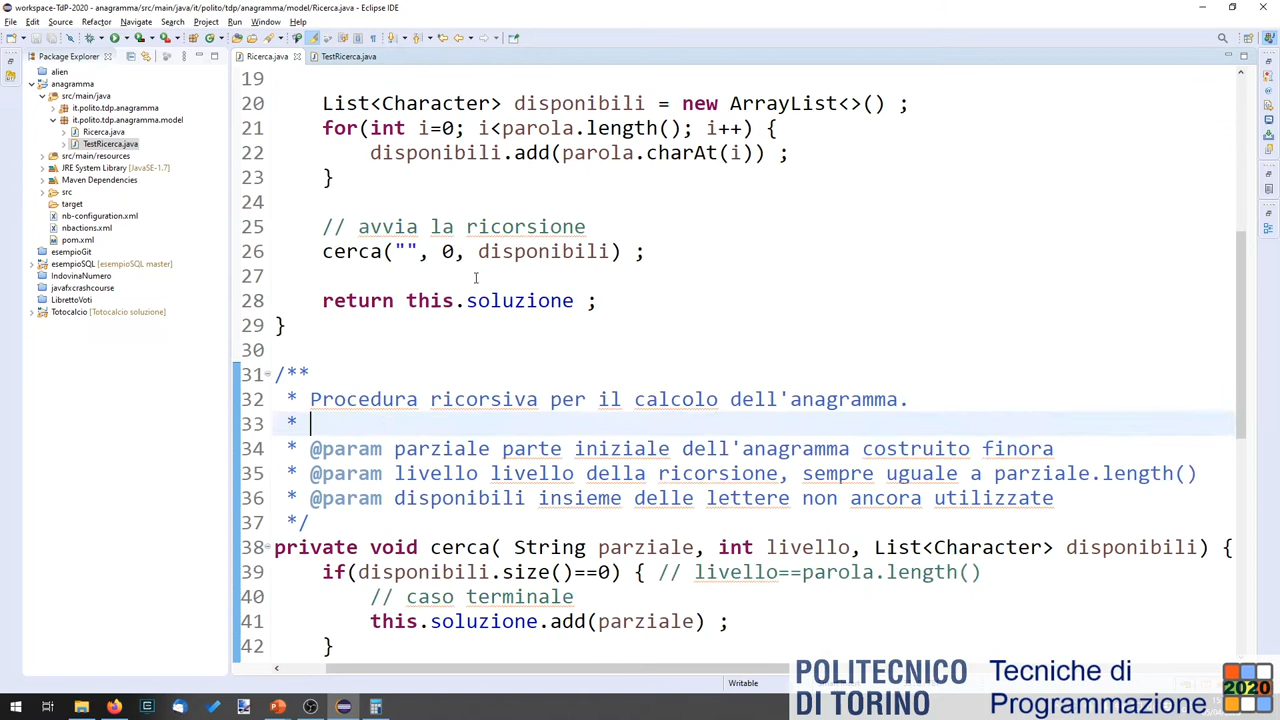 workspace-TdP-2020 - anagramma/src/main/java/it/polito/tdp/anagramma/model/Ricerca.java - Eclipse IDE
File Edit Source Refactor Navigate Search Project Run Window Help
Package Explorer
alien
anagramma
src/main/java
it.polito.tdp.anagramma
it.polito.tdp.anagramma.model
Ricerca.java
TestRicerca.java
src/main/resources
JRE System Library [JavaSE-1.7]
Maven Dependencies
src
target
nb-configuration.xml
nbactions.xml
pom.xml
esempioGit
esempioSQL [esempioSQL master]
IndovinaNumero
javafxcrashcourse
LibrettoVoti
Totocalcio [Totocalcio soluzione]
Ricerca.java TestRicerca.java
19
20 List<Character> disponibili = new ArrayList<>() ;
21 for(int i=0; i<parola.length(); i++) {
22 disponibili.add(parola.charAt(i)) ;
23 }
24
25 // avvia la ricorsione
26 cerca("", 0, disponibili) ;
27
28 return this.soluzione ;
29 }
30
31 /**
32 * Procedura ricorsiva per il calcolo dell'anagramma.
33 *
34 * @param parziale parte iniziale dell'anagramma costruito finora
35 * @param livello livello della ricorsione, sempre uguale a parziale.length()
36 * @param disponibili insieme delle lettere non ancora utilizzate
37 */
38 private void cerca( String parziale, int livello, List<Character> disponibili) {
39 if(disponibili.size()==0) { // livello==parola.length()
40 // caso terminale
41 this.soluzione.add(parziale) ;
42 }
Writable
POLITECNICO
DI TORINO
Tecniche di
Programmazione
2020